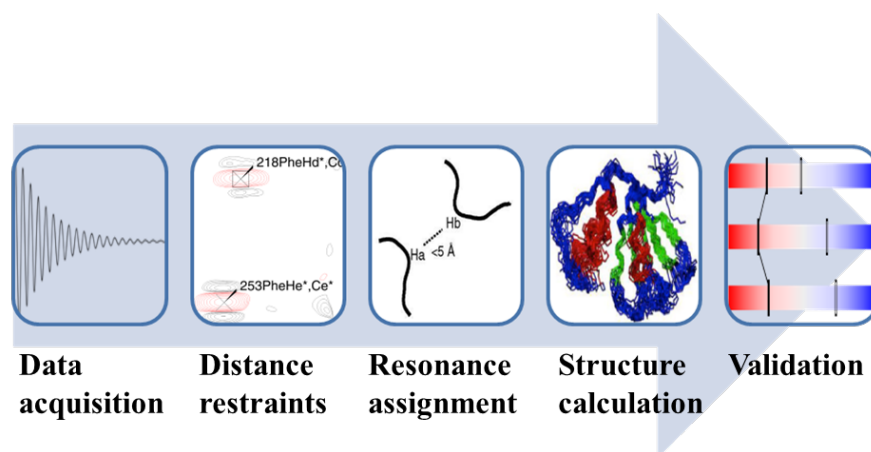 218PheHd*,Cd
253PheHe*,Ce*
Hb
Ha
<5 Å
Data
acquisition
Distance
restraints
Resonance
assignment
Structure
calculation
Validation